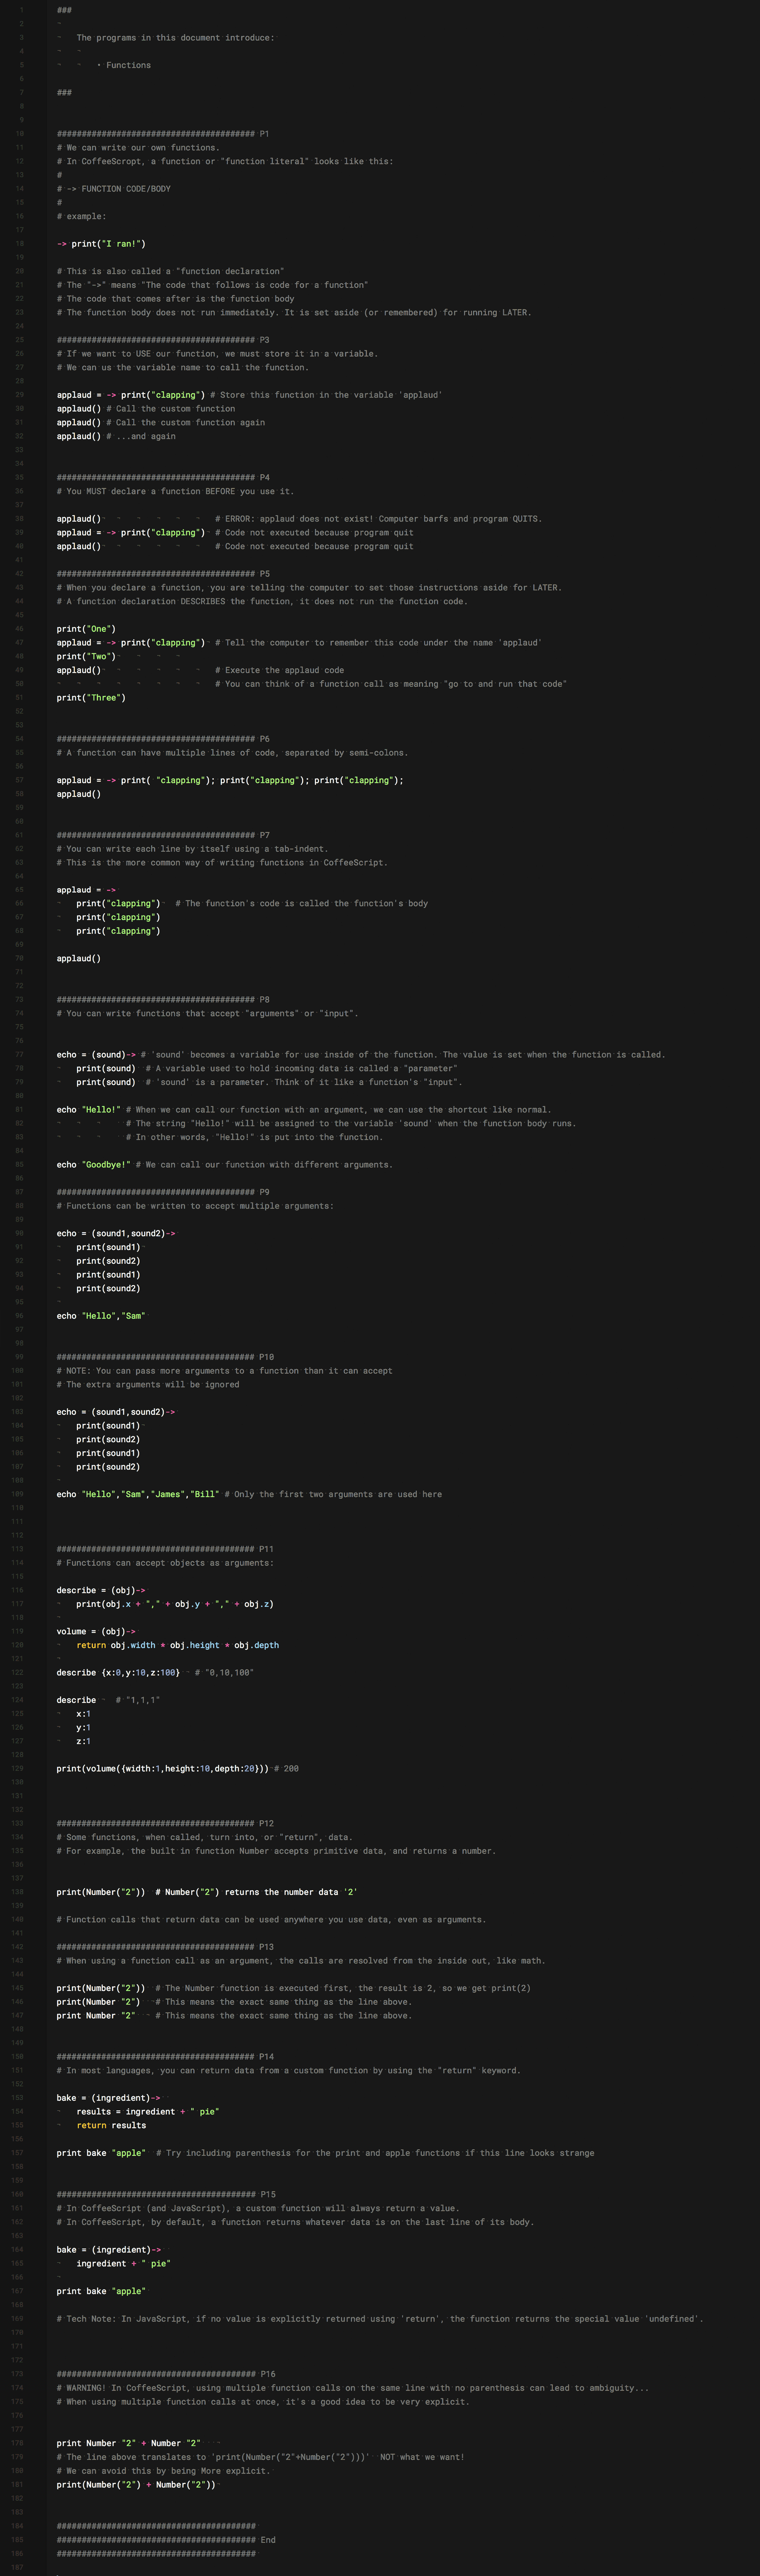 1 ###
2
3 The programs in this document introduce:
4
5 • Functions
6
7 ###
8
9
10 ######################################## P1
11 # We can write our own functions.
12 # In CoffeeScropt, a function or "function literal" looks like this:
13 #
14 # -> FUNCTION CODE/BODY
15 #
16 # example:
17
18 -> print("I ran!")
19
20 # This is also called a "function declaration"
21 # The "->" means "The code that follows is code for a function"
22 # The code that comes after is the function body
23 # The function body does not run immediately. It is set aside (or remembered) for running LATER.
24
25 ######################################## P3
26 # If we want to USE our function, we must store it in a variable.
27 # We can us the variable name to call the function.
28
29 applaud = -> print("clapping") # Store this function in the variable 'applaud'
30 applaud() # Call the custom function
31 applaud() # Call the custom function again
32 applaud() # ...and again
33
34
35 ######################################## P4
36 # You MUST declare a function BEFORE you use it.
37
38 applaud() # ERROR: applaud does not exist! Computer barfs and program QUITS.
39 applaud = -> print("clapping") # Code not executed because program quit
40 applaud() # Code not executed because program quit
41
42 ######################################## P5
43 # When you declare a function, you are telling the computer to set those instructions aside for LATER.
44 # A function declaration DESCRIBES the function, it does not run the function code.
45
46 print("One")
47 applaud = -> print("clapping") # Tell the computer to remember this code under the name 'applaud'
48 print("Two")
49 applaud() # Execute the applaud code
50 # You can think of a function call as meaning "go to and run that code"
51 print("Three")
52
53
54 ######################################## P6
55 # A function can have multiple lines of code, separated by semi-colons.
56
57 applaud = -> print( "clapping"); print("clapping"); print("clapping");
58 applaud()
59
60
61 ######################################## P7
62 # You can write each line by itself using a tab-indent.
63 # This is the more common way of writing functions in CoffeeScript.
64
65 applaud = ->
66 print("clapping") # The function's code is called the function's body
67 print("clapping")
68 print("clapping")
69
70 applaud()
71
72
73 ######################################## P8
74 # You can write functions that accept "arguments" or "input".
75
76
77 echo = (sound)-> # 'sound' becomes a variable for use inside of the function. The value is set when the function is called.
78 print(sound) # A variable used to hold incoming data is called a "parameter"
79 print(sound) # 'sound' is a parameter. Think of it like a function's "input".
80
81 echo "Hello!" # When we can call our function with an argument, we can use the shortcut like normal.
82 # The string "Hello!" will be assigned to the variable 'sound' when the function body runs.
83 # In other words, "Hello!" is put into the function.
84
85 echo "Goodbye!" # We can call our function with different arguments.
86
87 ######################################## P9
88 # Functions can be written to accept multiple arguments:
89
90 echo = (sound1,sound2)->
91 print(sound1)
92 print(sound2)
93 print(sound1)
94 print(sound2)
95
96 echo "Hello","Sam"
97
98
99 ######################################## P10
100 # NOTE: You can pass more arguments to a function than it can accept
101 # The extra arguments will be ignored
102
103 echo = (sound1,sound2)->
104 print(sound1)
105 print(sound2)
106 print(sound1)
107 print(sound2)
108
109 echo "Hello","Sam","James","Bill" # Only the first two arguments are used here
110
111
112
113 ######################################## P11
114 # Functions can accept objects as arguments:
115
116 describe = (obj)->
117 print(obj.x + "," + obj.y + "," + obj.z)
118
119 volume = (obj)->
120 return obj.width * obj.height * obj.depth
121
122 describe {x:0,y:10,z:100} # "0,10,100"
123
124 describe # "1,1,1"
125 x:1
126 y:1
127 z:1
128
129 print(volume({width:1,height:10,depth:20})) # 200
130
131
132
133 ######################################## P12
134 # Some functions, when called, turn into, or "return", data.
135 # For example, the built in function Number accepts primitive data, and returns a number.
136
137
138 print(Number("2")) # Number("2") returns the number data '2'
139
140 # Function calls that return data can be used anywhere you use data, even as arguments.
141
142 ######################################## P13
143 # When using a function call as an argument, the calls are resolved from the inside out, like math.
144
145 print(Number("2")) # The Number function is executed first, the result is 2, so we get print(2)
146 print(Number "2") # This means the exact same thing as the line above.
147 print Number "2" # This means the exact same thing as the line above.
148
149
150 ######################################## P14
151 # In most languages, you can return data from a custom function by using the "return" keyword.
152
153 bake = (ingredient)->
154 results = ingredient + " pie"
155 return results
156
157 print bake "apple" # Try including parenthesis for the print and apple functions if this line looks strange
158
159
160 ######################################## P15
161 # In CoffeeScript (and JavaScript), a custom function will always return a value.
162 # In CoffeeScript, by default, a function returns whatever data is on the last line of its body.
163
164 bake = (ingredient)->
165 ingredient + " pie"
166
167 print bake "apple"
168
169 # Tech Note: In JavaScript, if no value is explicitly returned using 'return', the function returns the special value 'undefined'.
170
171
172
173 ######################################## P16
174 # WARNING! In CoffeeScript, using multiple function calls on the same line with no parenthesis can lead to ambiguity...
175 # When using multiple function calls at once, it's a good idea to be very explicit.
176
177
178 print Number "2" + Number "2"
179 # The line above translates to 'print(Number("2"+Number("2")))' NOT what we want!
180 # We can avoid this by being More explicit.
181 print(Number("2") + Number("2"))
182
183
184 ########################################
185 ######################################## End
186 ########################################
187